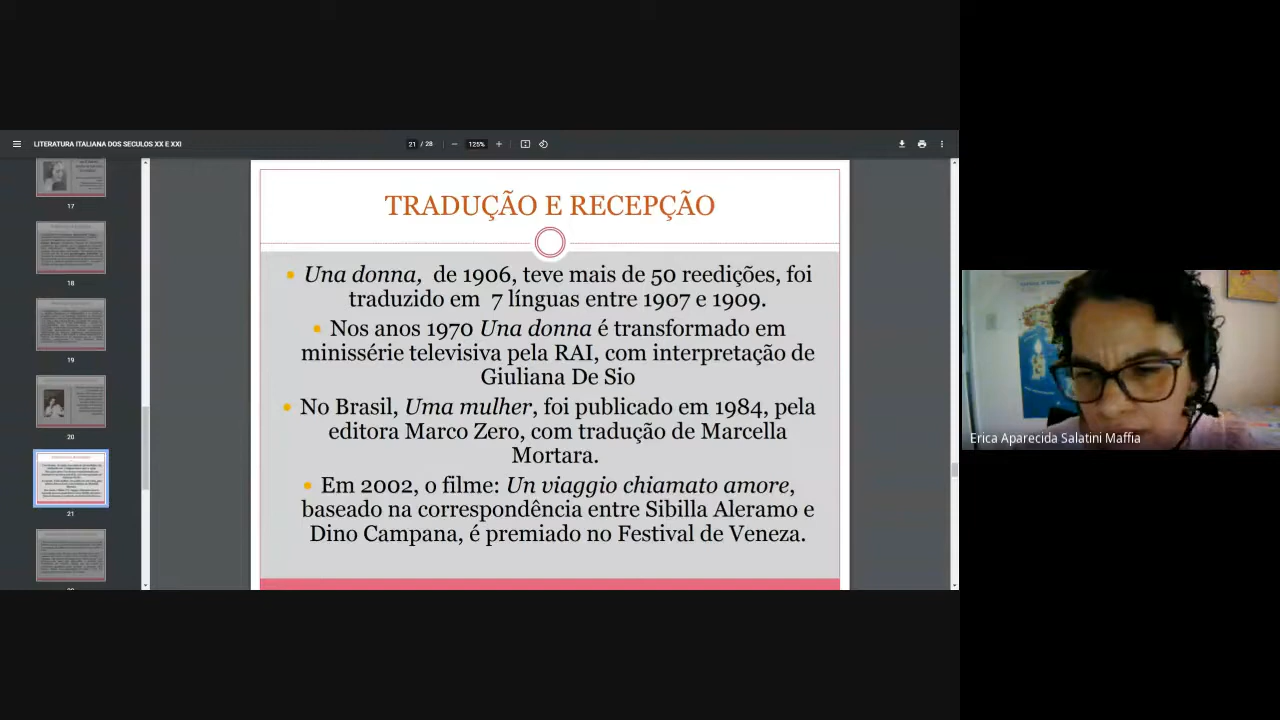 LITERATURA ITALIANA DOS SECULOS XX E XXI
21 / 28
125%
17
18
19
20
21
TRADUÇÃO E RECEPÇÃO
• Una donna, de 1906, teve mais de 50 reedições, foi
traduzido em 7 línguas entre 1907 e 1909.
• Nos anos 1970 Una donna é transformado em
minissérie televisiva pela RAI, com interpretação de
Giuliana De Sio
• No Brasil, Uma mulher, foi publicado em 1984, pela
editora Marco Zero, com tradução de Marcella
Mortara.
• Em 2002, o filme: Un viaggio chiamato amore,
baseado na correspondência entre Sibilla Aleramo e
Dino Campana, é premiado no Festival de Veneza.
Erica Aparecida Salatini Maffia